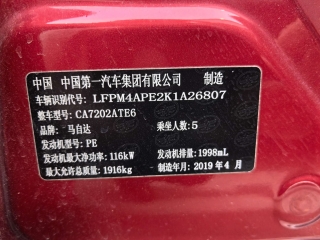 中国 中国第一汽车集团有限公司 制造
车辆识别代号: LFPM4APE2K1A26807
整车型号: CA7202ATE6
品牌: 马自达 乘坐人数: 5
发动机型号: PE
发动机最大净功率: 116kW 发动机排量: 1998mL
最大允许总质量: 1916kg 制造年月: 2019 年 4 月